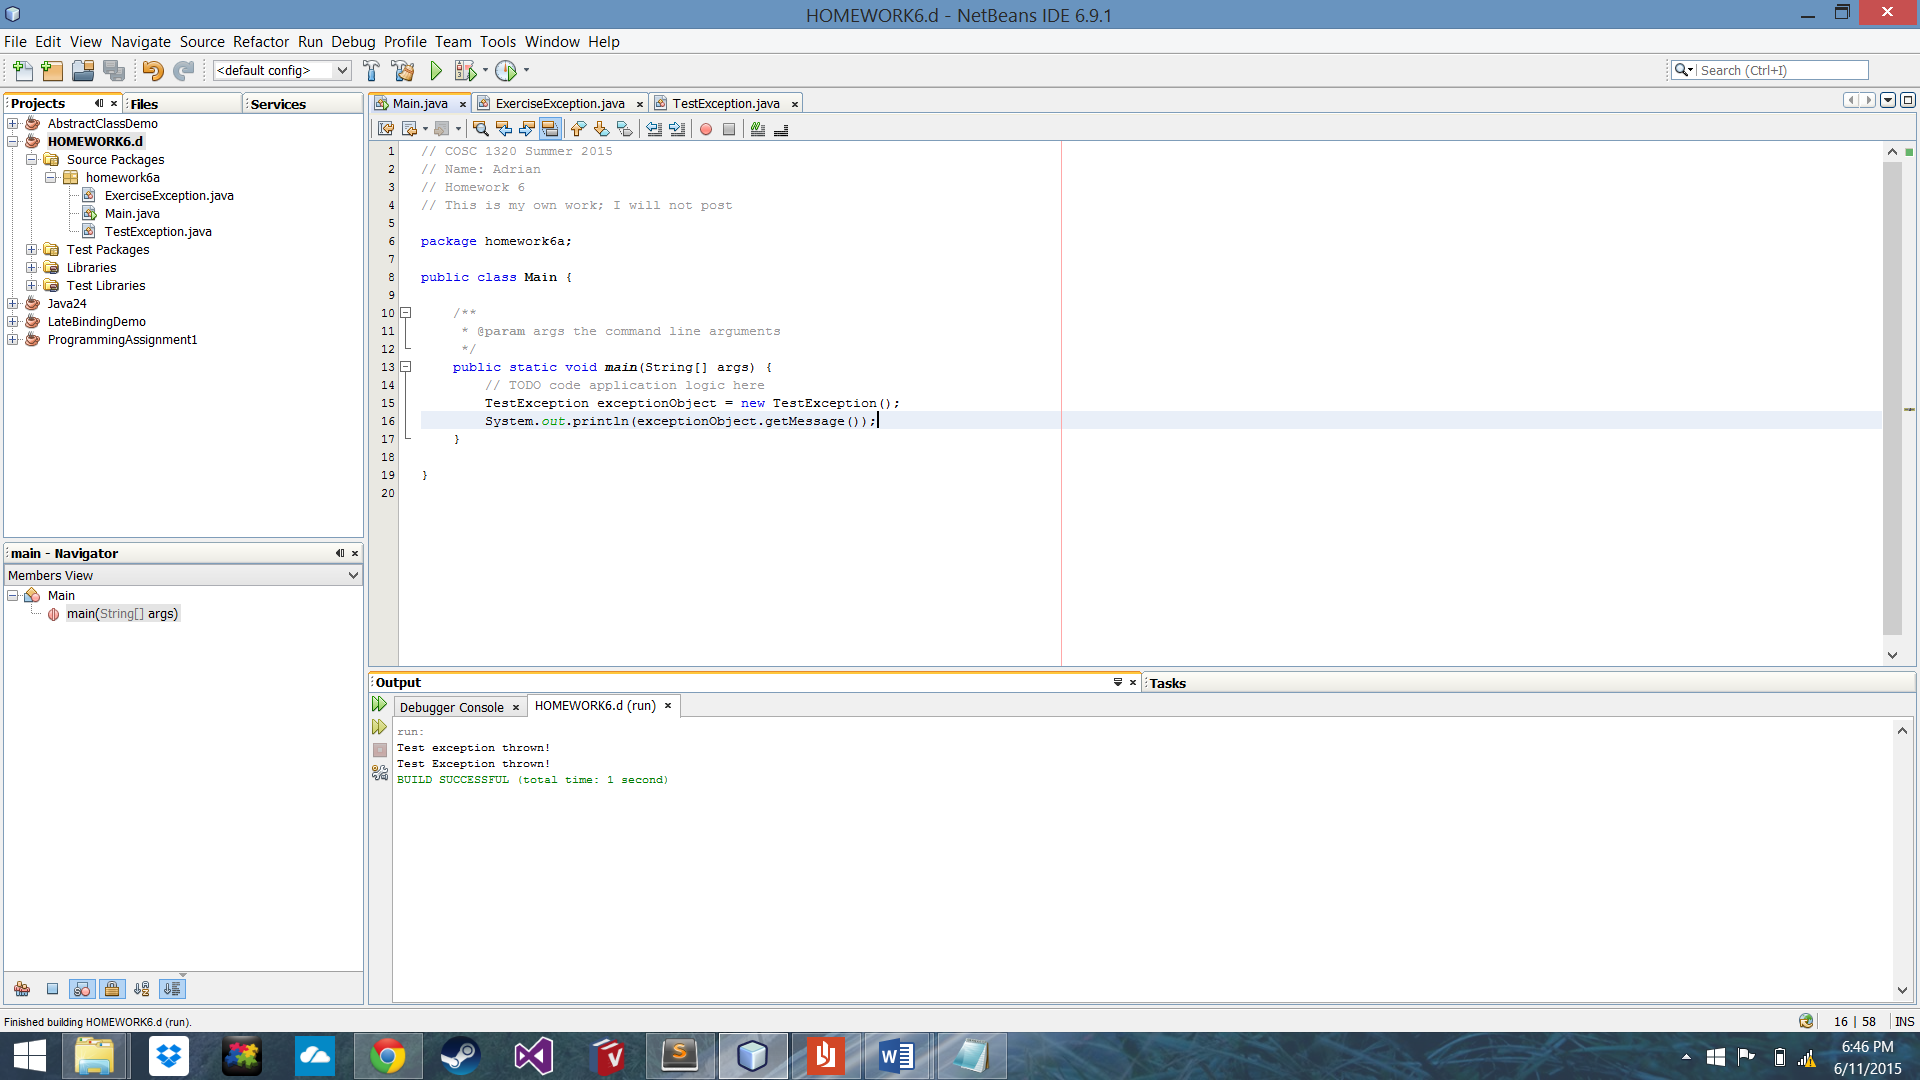 HOMEWORK6.d - NetBeans IDE 6.9.1
File Edit View Navigate Source Refactor Run Debug Profile Team Tools Window Help
<default config>
Search (Ctrl+I)
Projects
Files
Services
AbstractClassDemo
HOMEWORK6.d
Source Packages
homework6a
ExerciseException.java
Main.java
TestException.java
Test Packages
Libraries
Test Libraries
Java24
LateBindingDemo
ProgrammingAssignment1
main - Navigator
Members View
Main
main(String[] args)
Main.java
ExerciseException.java
TestException.java
1 // COSC 1320 Summer 2015
2 // Name: Adrian
3 // Homework 6
4 // This is my own work; I will not post
5
6 package homework6a;
7
8 public class Main {
9
10 /**
11 * @param args the command line arguments
12 */
13 public static void main(String[] args) {
14 // TODO code application logic here
15 TestException exceptionObject = new TestException();
16 System.out.println(exceptionObject.getMessage());
17 }
18
19 }
20
Output
Tasks
Debugger Console
HOMEWORK6.d (run)
run:
Test exception thrown!
Test Exception thrown!
BUILD SUCCESSFUL (total time: 1 second)
Finished building HOMEWORK6.d (run).
16 | 58
INS
6:46 PM
6/11/2015